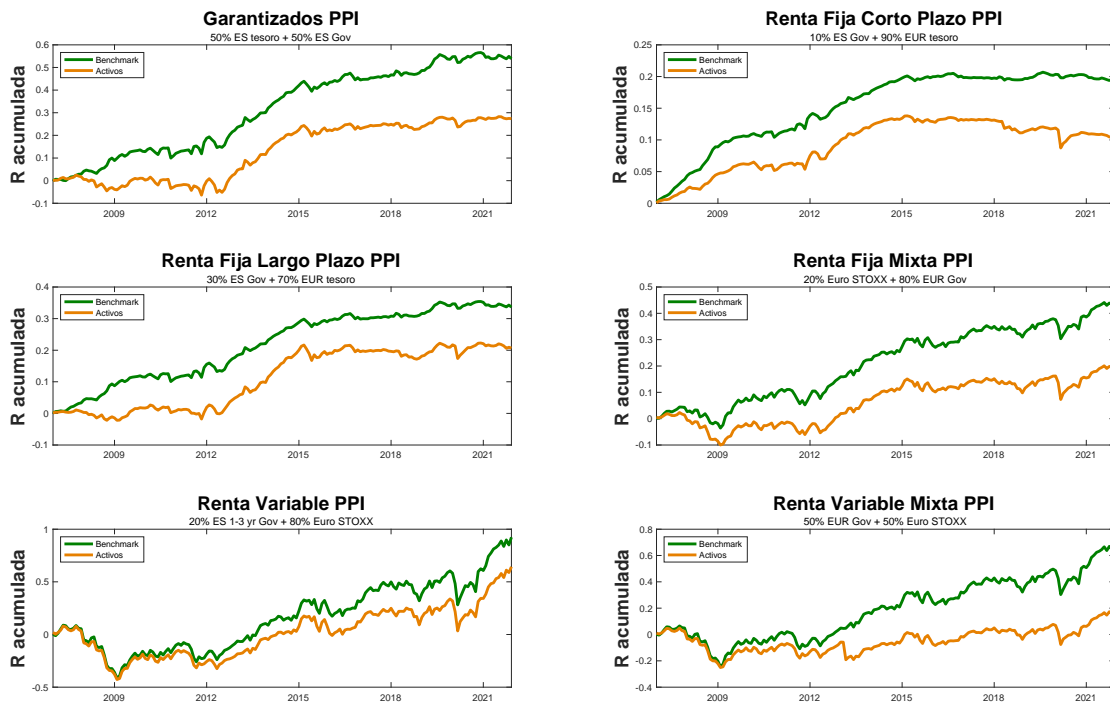 Garantizados PPI
50% ES tesoro + 50% ES Gov
R acumulada
0.6
0.5
0.4
0.3
0.2
0.1
0
-0.1
Benchmark
Activos
2009 2012 2015 2018 2021
Renta Fija Corto Plazo PPI
10% ES Gov + 90% EUR tesoro
R acumulada
0.25
0.2
0.15
0.1
0.05
0
Benchmark
Activos
2009 2012 2015 2018 2021
Renta Fija Largo Plazo PPI
30% ES Gov + 70% EUR tesoro
R acumulada
0.4
0.3
0.2
0.1
0
-0.1
Benchmark
Activos
2009 2012 2015 2018 2021
Renta Fija Mixta PPI
20% Euro STOXX + 80% EUR Gov
R acumulada
0.5
0.4
0.3
0.2
0.1
0
-0.1
Benchmark
Activos
2009 2012 2015 2018 2021
Renta Variable PPI
20% ES 1-3 yr Gov + 80% Euro STOXX
R acumulada
1
0.5
0
-0.5
Benchmark
Activos
2009 2012 2015 2018 2021
Renta Variable Mixta PPI
50% EUR Gov + 50% Euro STOXX
R acumulada
0.8
0.6
0.4
0.2
0
-0.2
-0.4
Benchmark
Activos
2009 2012 2015 2018 2021